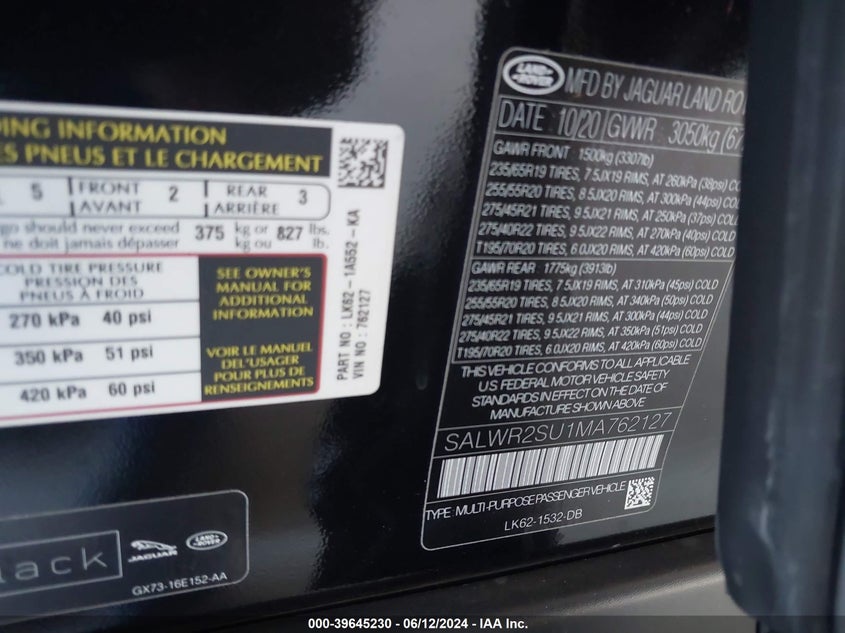 DING INFORMATION
ES PNEUS ET LE CHARGEMENT
5 FRONT AVANT 2 REAR ARRIÈRE 3
go should never exceed
ne doit jamais dépasser
375 kg or kg ou 827 lbs. lb.
COLD TIRE PRESSURE
PRESSION DES
PNEUS À FROID
270 kPa 40 psi
350 kPa 51 psi
420 kPa 60 psi
SEE OWNER'S
MANUAL FOR
ADDITIONAL
INFORMATION
VOIR LE MANUEL
DE L'USAGER
POUR PLUS DE
RENSEIGNEMENTS
PART NO : LK62-1A552-KA
VIN NO : 762127
lack
JAGUAR
LAND ROVER
GX73-16E152-AA
LAND ROVER
MFD BY JAGUAR LAND RO
DATE 10/20 GVWR 3050kg (67
GAWR FRONT 1500kg (3307lb)
235/65R19 TIRES, 7.5JX19 RIMS, AT 260kPa (38psi) CO
255/55R20 TIRES, 8.5JX20 RIMS, AT 300kPa (44psi) CO
275/45R21 TIRES, 9.5JX21 RIMS, AT 250kPa (37psi) COL
275/40R22 TIRES, 9.5JX22 RIMS, AT 270kPa (40psi) COLD
T195/70R20 TIRES, 6.0JX20 RIMS, AT 420kPa (60psi) COLD
GAWR REAR 1775kg (3913lb)
235/65R19 TIRES, 7.5JX19 RIMS, AT 310kPa (45psi) COLD
255/55R20 TIRES, 8.5JX20 RIMS, AT 340kPa (50psi) COLD
275/45R21 TIRES, 9.5JX21 RIMS, AT 300kPa (44psi) COLD
275/40R22 TIRES, 9.5JX22 RIMS, AT 350kPa (51psi) COLD
T195/70R20 TIRES, 6.0JX20 RIMS, AT 420kPa (60psi) COLD
THIS VEHICLE CONFORMS TO ALL APPLICABLE
U.S. FEDERAL MOTOR VEHICLE SAFETY
STANDARDS IN EFFECT ON THE DATE OF
MANUFACTURE SHOWN ABOVE.
SALWR2SU1MA762127
TYPE: MULTI-PURPOSE PASSENGER VEHICLE
LK62-1532-DB
000-39645230 - 06/12/2024 - IAA Inc.